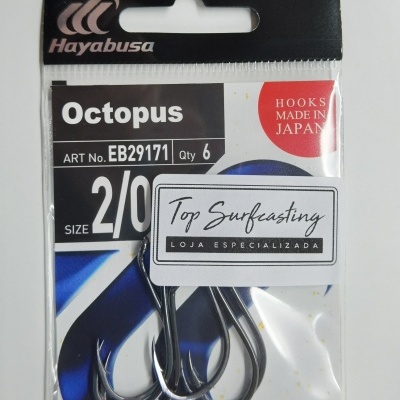 Hayabusa
Octopus
ART No. EB29171 Qty 6
SIZE 2/0
HOOKS
MADE IN
JAPAN
Top Surfcasting
LOJA ESPECIALIZADA